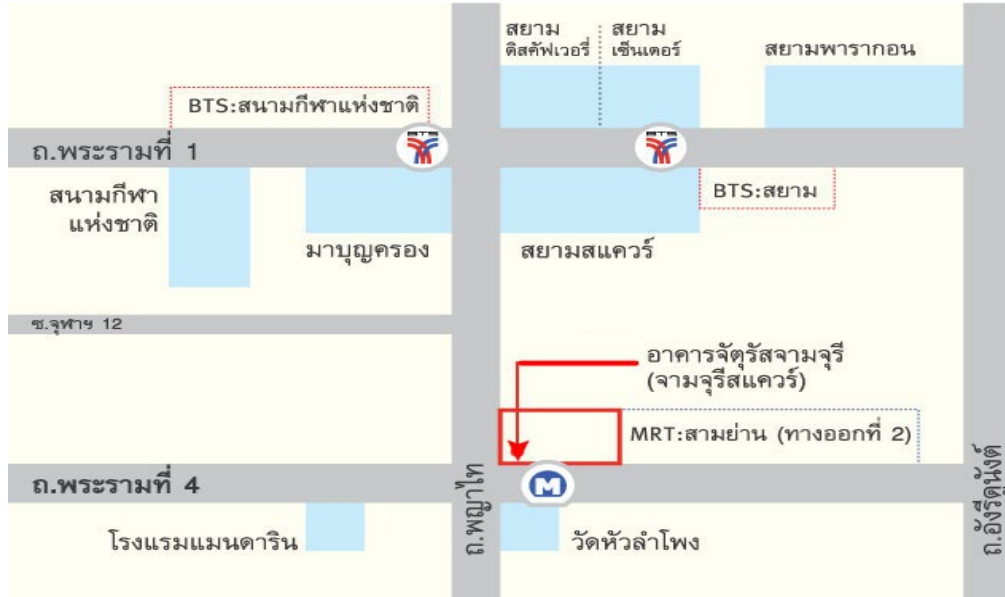 สยาม
ดิสคัฟเวอรี่
สยาม
เซ็นเตอร์
สยามพารากอน
BTS:สนามกีฬาแห่งชาติ
BTS
BTS
ถ.พระรามที่ 1
สนามกีฬา
แห่งชาติ
มาบุญครอง
สยามสแควร์
BTS:สยาม
ซ.จุฬาฯ 12
อาคารจัตุรัสจามจุรี
(จามจุรีสแควร์)
MRT:สามย่าน (ทางออกที่ 2)
ถ.พระรามที่ 4
M
ถ.พญาไท
ถ.อังรีดูนังต์
โรงแรมแมนดาริน
วัดหัวลำโพง